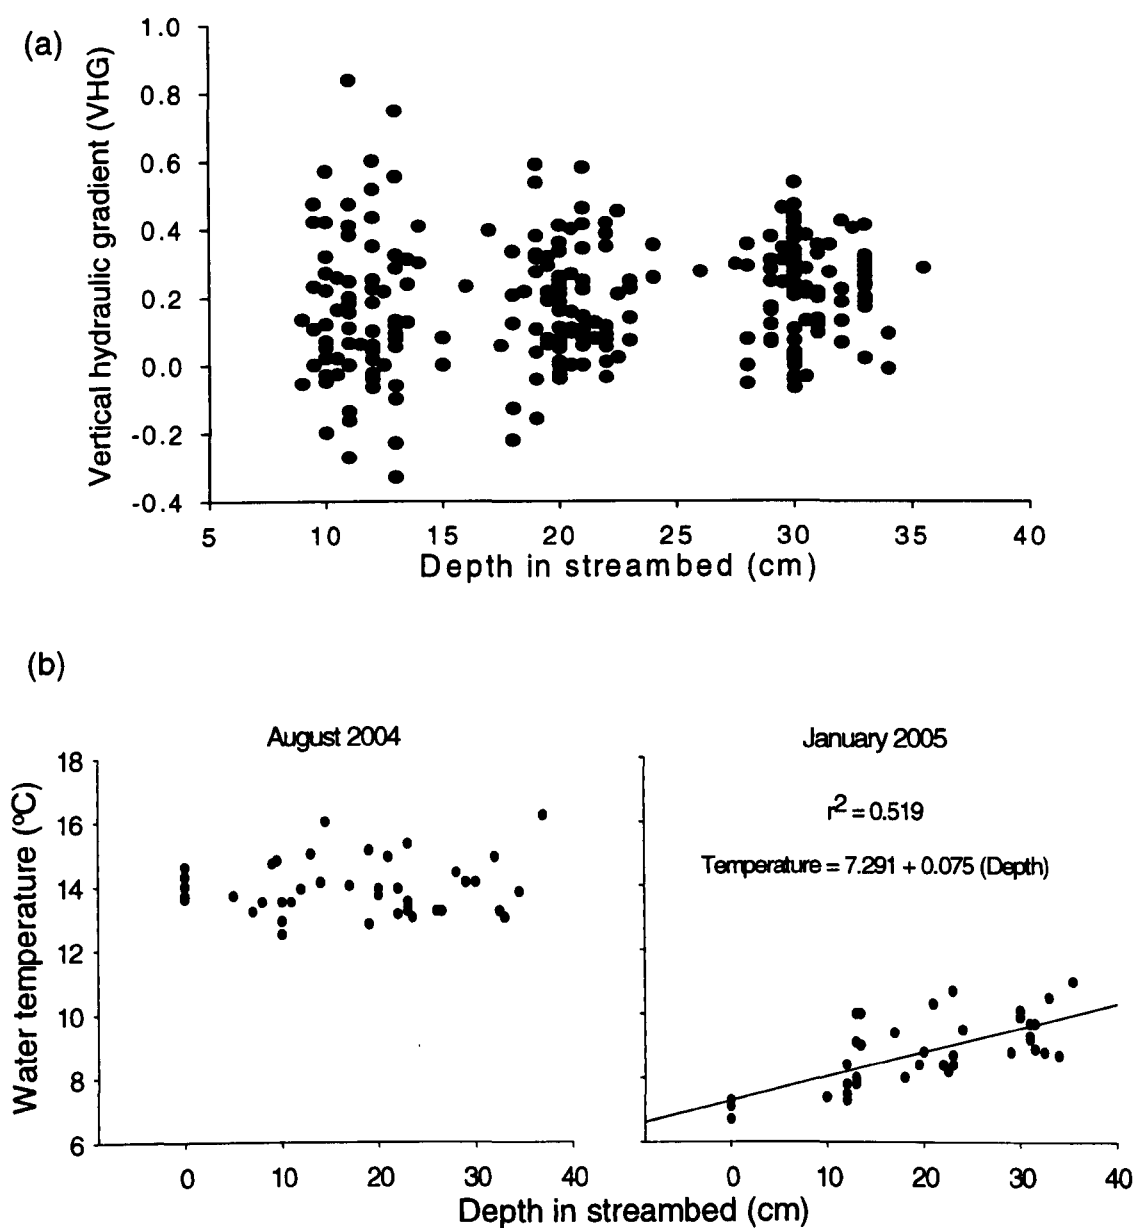 (a)
Vertical hydraulic gradient (VHG)
1.0
0.8
0.6
0.4
0.2
0.0
-0.2
-0.4
5 10 15 20 25 30 35 40
Depth in streambed (cm)
(b)
August 2004 January 2005
Water temperature (ºC)
18
16
14
12
10
8
6
r² = 0.519
Temperature = 7.291 + 0.075 (Depth)
0 10 20 30 40 0 10 20 30 40
Depth in streambed (cm)